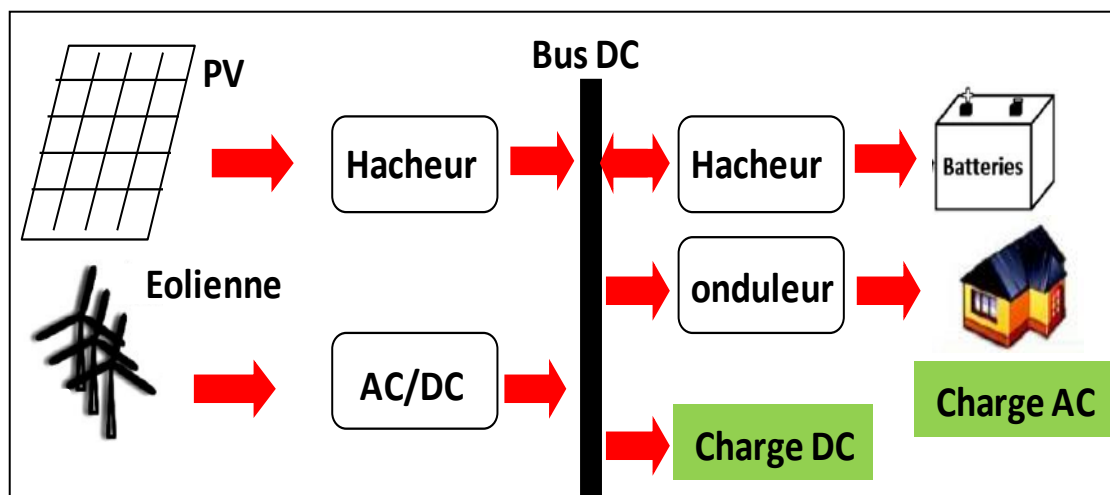 PV
Bus DC
Hacheur
Hacheur
Batteries
Eolienne
onduleur
AC/DC
Charge AC
Charge DC